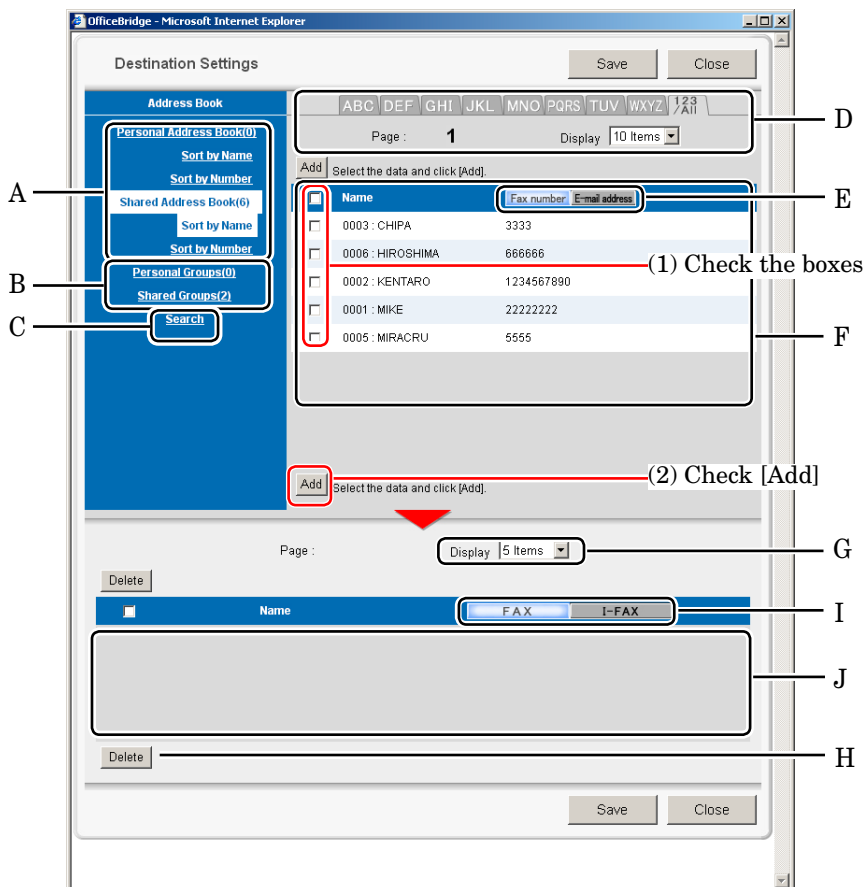 OfficeBridge - Microsoft Internet Explorer
Destination Settings
Save Close
Address Book
ABC DEF GHI JKL MNO PQRS TUV WXYZ 123/All
Page : 1 Display 10 Items
D
Personal Address Book(0)
Sort by Name
Sort by Number
Shared Address Book(6)
Sort by Name
Sort by Number
A
Personal Groups(0)
Shared Groups(2)
B
Search
C
Add Select the data and click [Add].
Name Fax number E-mail address
E
0003 : CHIPA 3333
0006 : HIROSHIMA 666666
(1) Check the boxes
0002 : KENTARO 1234567890
0001 : MIKE 22222222
0005 : MIRACRU 5555
F
Add Select the data and click [Add].
(2) Check [Add]
Page : Display 5 Items
G
Delete
Name FAX I-FAX
I
J
Delete
H
Save Close